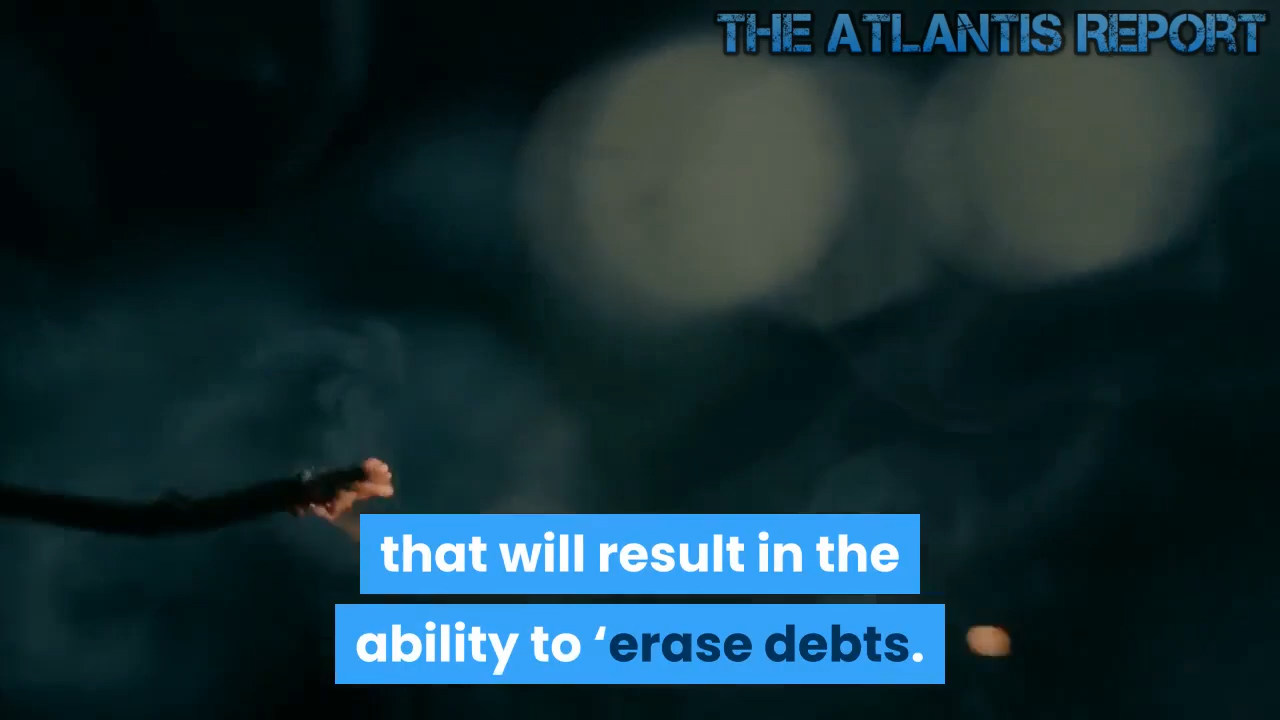 THE ATLANTIS REPORT
that will result in the
ability to ‘erase debts.